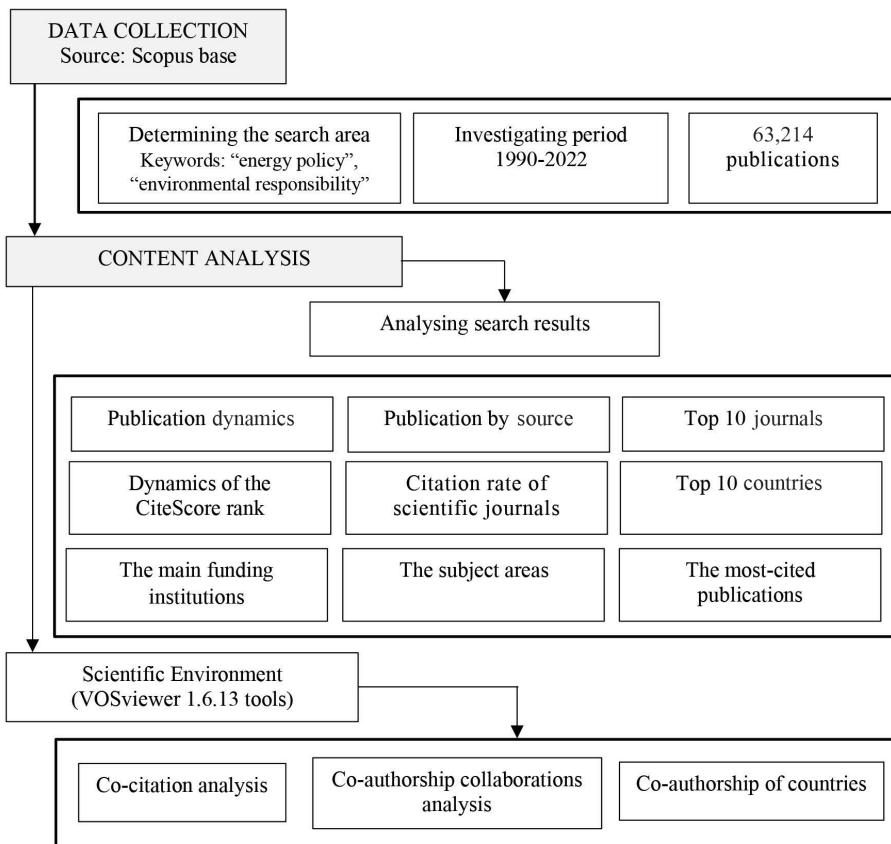 DATA COLLECTION
Source: Scopus base
Determining the search area
Keywords: “energy policy”,
“environmental responsibility”
Investigating period
1990-2022
63,214
publications
CONTENT ANALYSIS
Analysing search results
Publication dynamics
Publication by source
Top 10 journals
Dynamics of the
CiteScore rank
Citation rate of
scientific journals
Top 10 countries
The main funding
institutions
The subject areas
The most-cited
publications
Scientific Environment
(VOSviewer 1.6.13 tools)
Co-citation analysis
Co-authorship collaborations
analysis
Co-authorship of countries